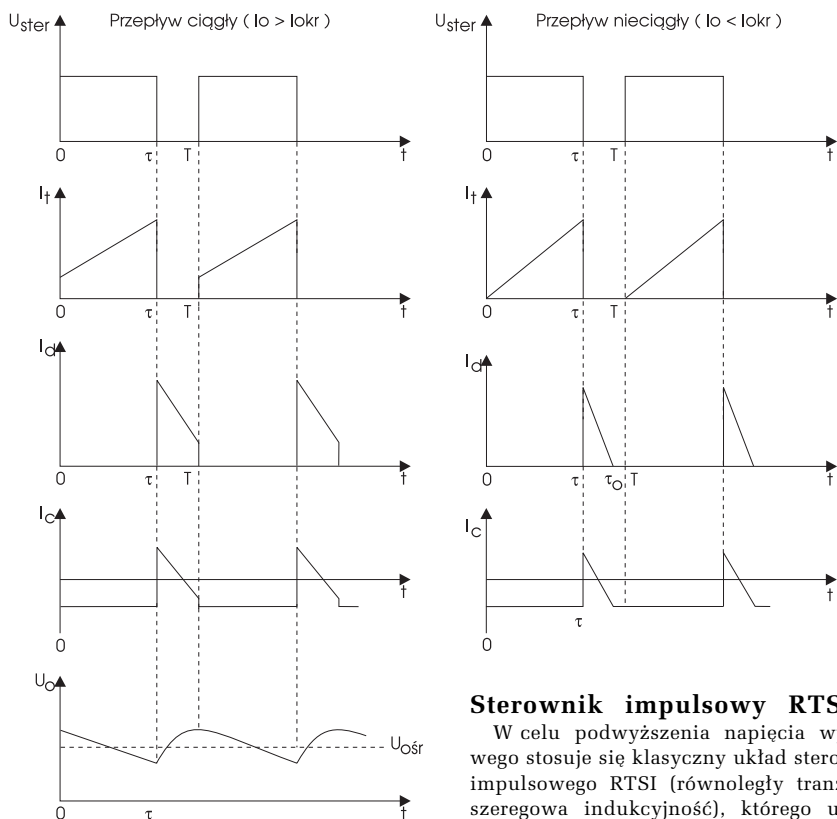 Przepływ ciągły ( Io > Iokr )
Uster
0 τ T t
It
0 τ T t
Id
τ T t
0
Ic
t
0
Uo
Uośr
0 τ t
Przepływ nieciągły ( Io < Iokr )
Uster
0 τ T t
It
0 τ T t
Id
0 τ τo T t
Ic
t
τ
0
Sterownik impulsowy RTS
W celu podwyższenia napięcia w
wego stosuje się klasyczny układ stero
impulsowego RTSI (równoległy tran
szeregowa indukcyjność), którego u